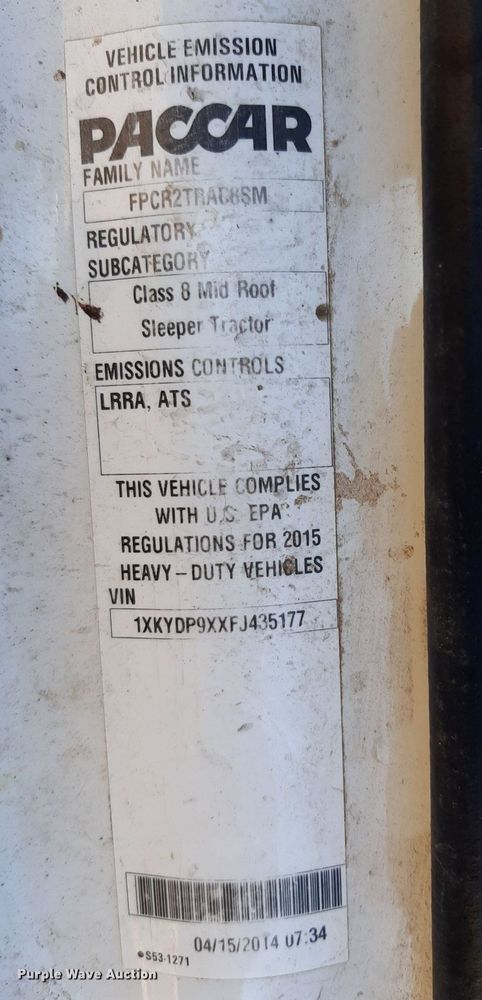 VEHICLE EMISSION
CONTROL INFORMATION
PACCAR
FAMILY NAME
FPCR2TRAC8SM
REGULATORY
SUBCATEGORY
Class 8 Mid Roof
Sleeper Tractor
EMISSIONS CONTROLS
LRRA, ATS
THIS VEHICLE COMPLIES
WITH U.S. EPA
REGULATIONS FOR 2015
HEAVY-DUTY VEHICLES
VIN
1XKYDP9XXFJ435177
04/15/2014 07:34
S53-1271
Purple Wave Auction